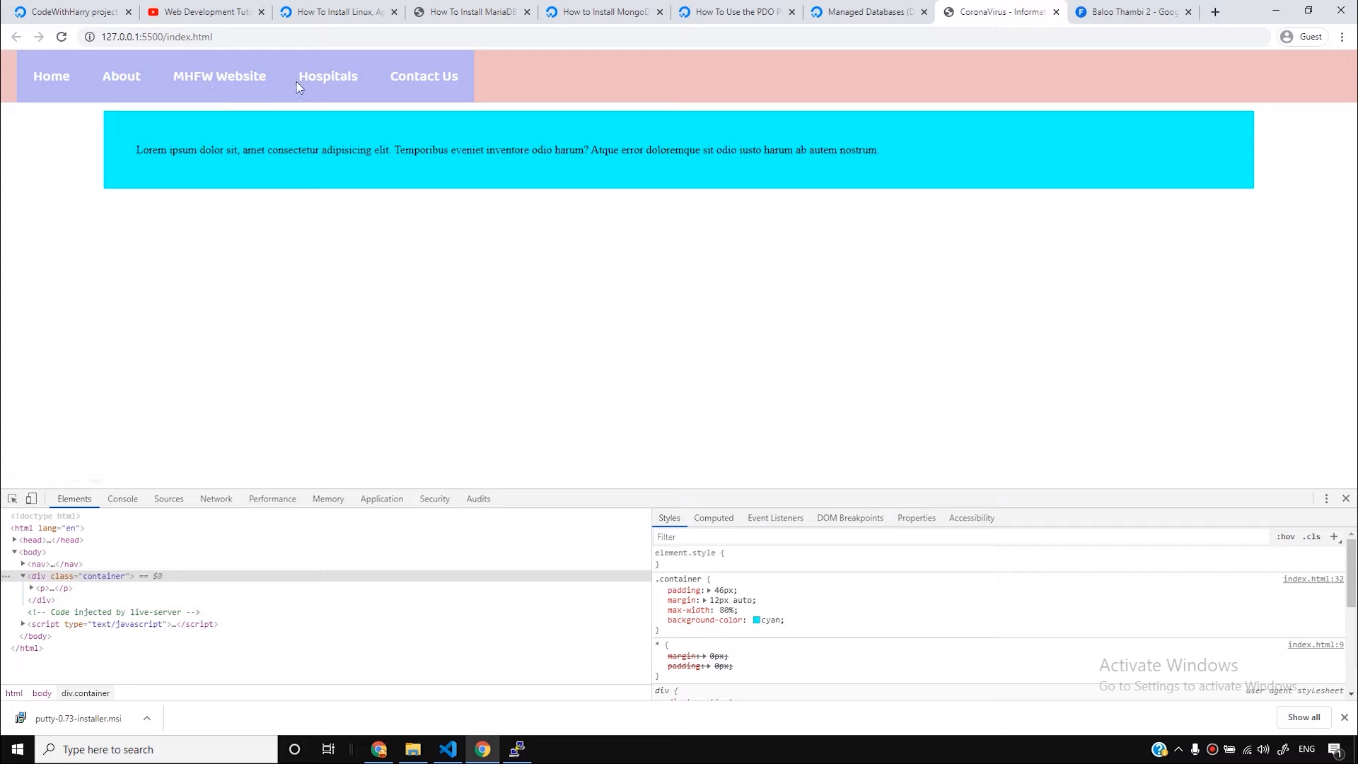 CodeWithHarry project
Web Development Tut
How To Install Linux, A
How To Install MariaDB
How to Install MongoD
How To Use the PDO P
Managed Databases (D
CoronaVirus - Informat
Baloo Thambi 2 - Goog
127.0.0.1:5500/index.html
Guest
Home About MHFW Website Hospitals Contact Us
Lorem ipsum dolor sit, amet consectetur adipisicing elit. Temporibus eveniet inventore odio harum? Atque error doloremque sit odio iusto harum ab autem nostrum
Elements Console Sources Network Performance Memory Application Security Audits
<!doctype html>
<html lang="en">
<head>…</head>
<body>
<nav>…</nav>
<div class="container"> == $0
<p>…</p>
</div>
<!-- Code injected by live-server -->
<script type="text/javascript">…</script>
</body>
</html>
html body div.container
Styles Computed Event Listeners DOM Breakpoints Properties Accessibility
Filter :hov .cls
element.style {
}
.container { index.html:32
padding: 46px;
margin: 12px auto;
max-width: 80%;
background-color: cyan;
}
* { index.html:9
margin: 0px;
padding: 0px;
}
div { user agent stylesheet
Activate Windows
Go to Settings to activate Windows.
putty-0.73-installer.msi
Show all
Type here to search
ENG
1